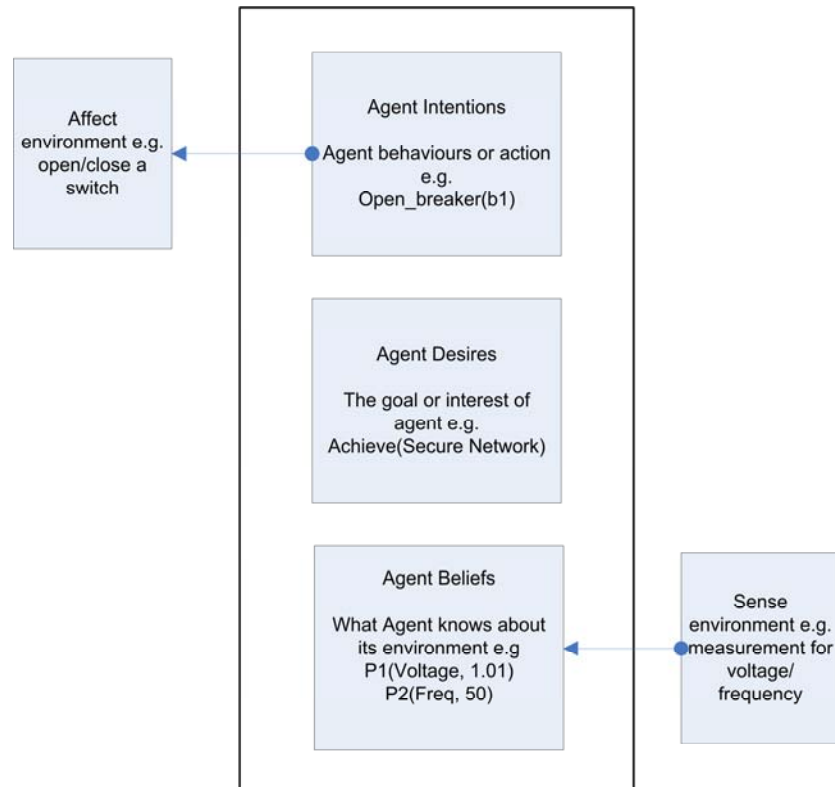 Affect
environment e.g.
open/close a
switch
Agent Intentions
Agent behaviours or action
e.g.
Open_breaker(b1)
Agent Desires
The goal or interest of
agent e.g.
Achieve(Secure Network)
Agent Beliefs
What Agent knows about
its environment e.g
P1(Voltage, 1.01)
P2(Freq, 50)
Sense
environment e.g.
measurement for
voltage/
frequency